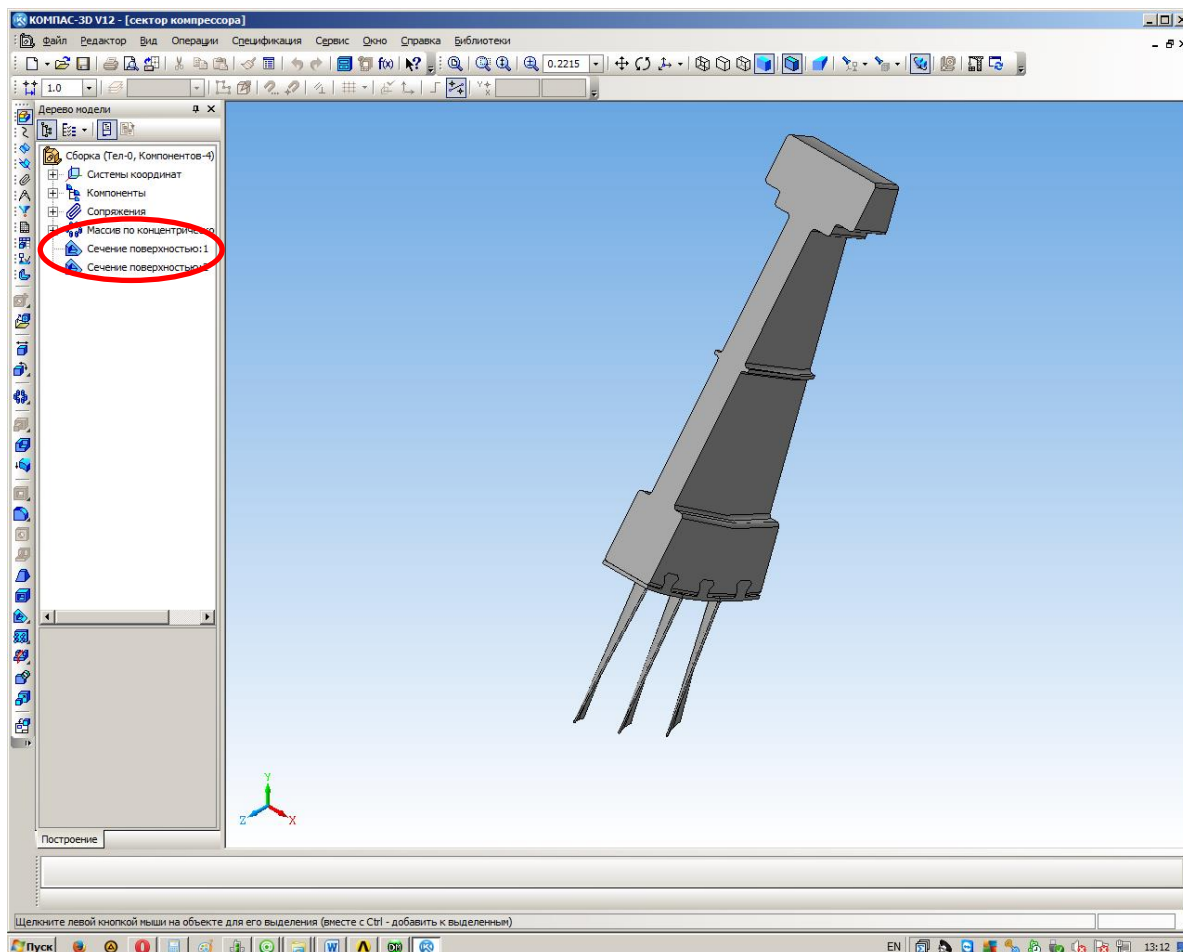 КОМПАС-3D V12 - [сектор компрессора]
Файл Редактор Вид Операции Спецификация Сервис Окно Справка Библиотеки
0.2215
1.0
Дерево модели
Сборка (Тел-0, Компонентов-4)
Системы координат
Компоненты
Сопряжения
Массив по концентрическо
Сечение поверхностью:1
Сечение поверхностью:
Y
Z X
Построение
Щелкните левой кнопкой мыши на объекте для его выделения (вместе с Ctrl - добавить к выделенным)
Пуск EN 13:12